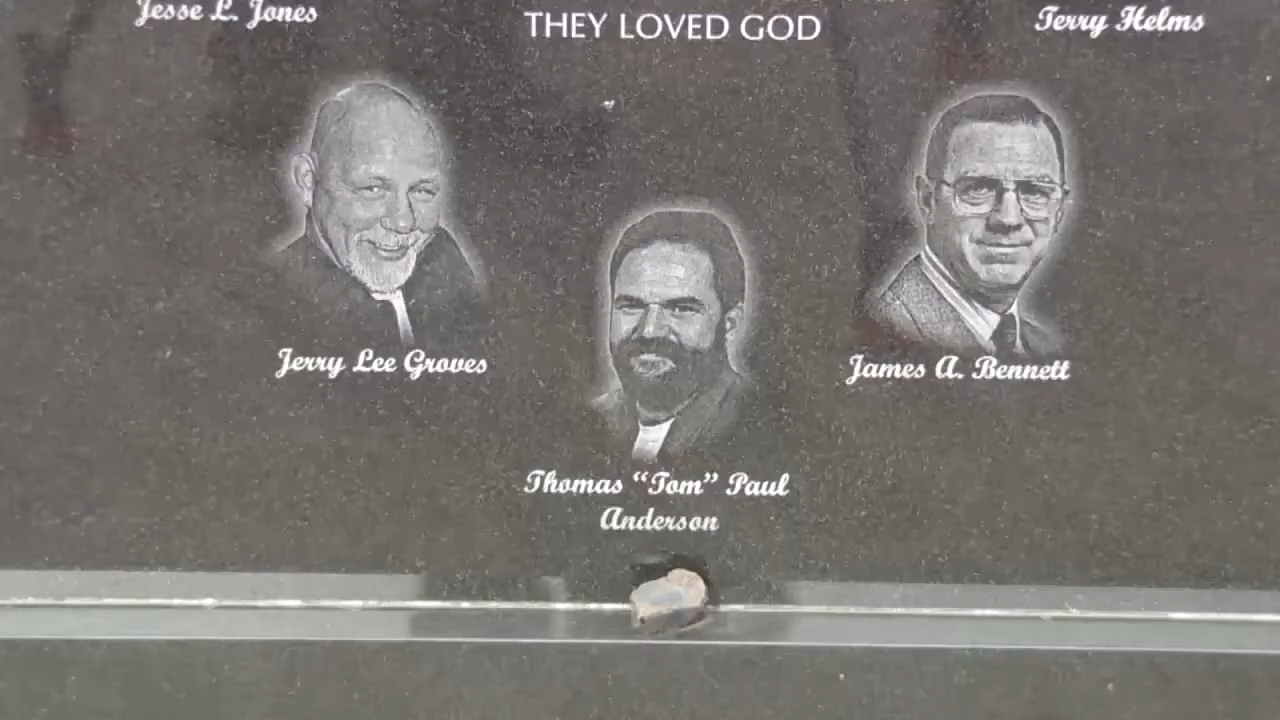 Jesse L. Jones
THEY LOVED GOD
Terry Helms
Jerry Lee Groves
James A. Bennett
Thomas “Tom” Paul
Anderson